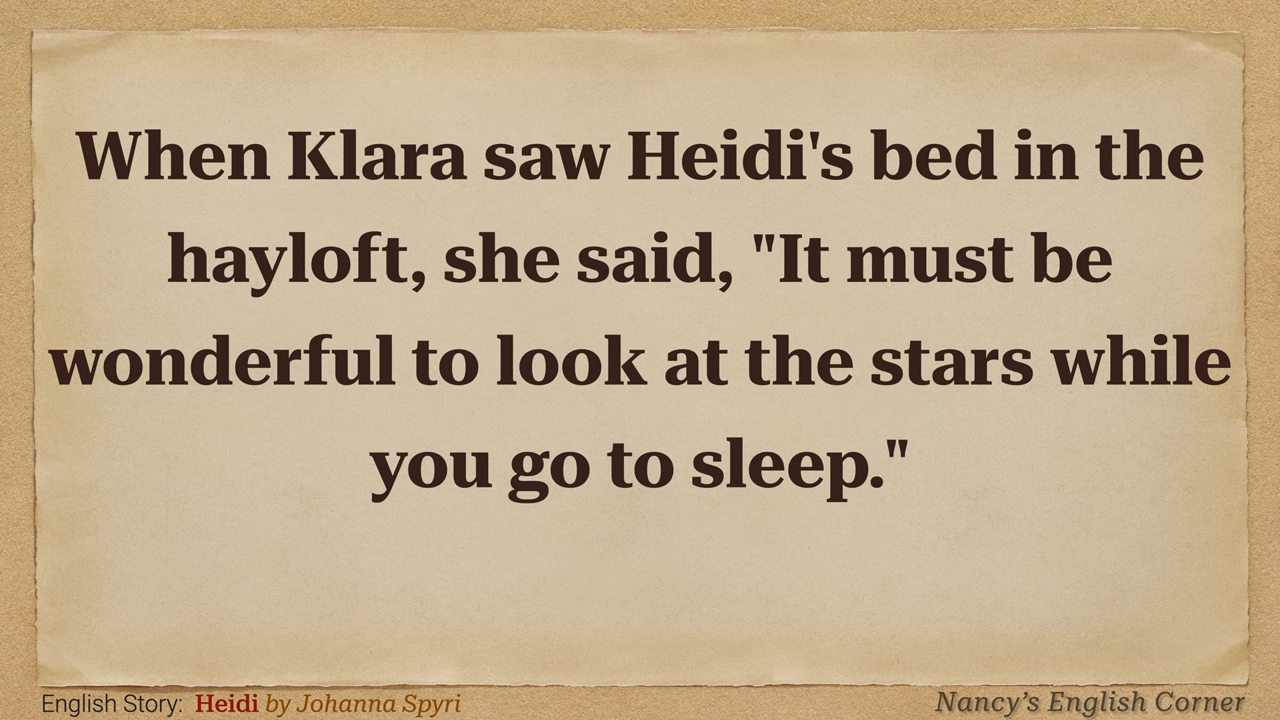 When Klara saw Heidi's bed in the
hayloft, she said, "It must be
wonderful to look at the stars while
you go to sleep."
English Story: Heidi by Johanna Spyri
Nancy’s English Corner